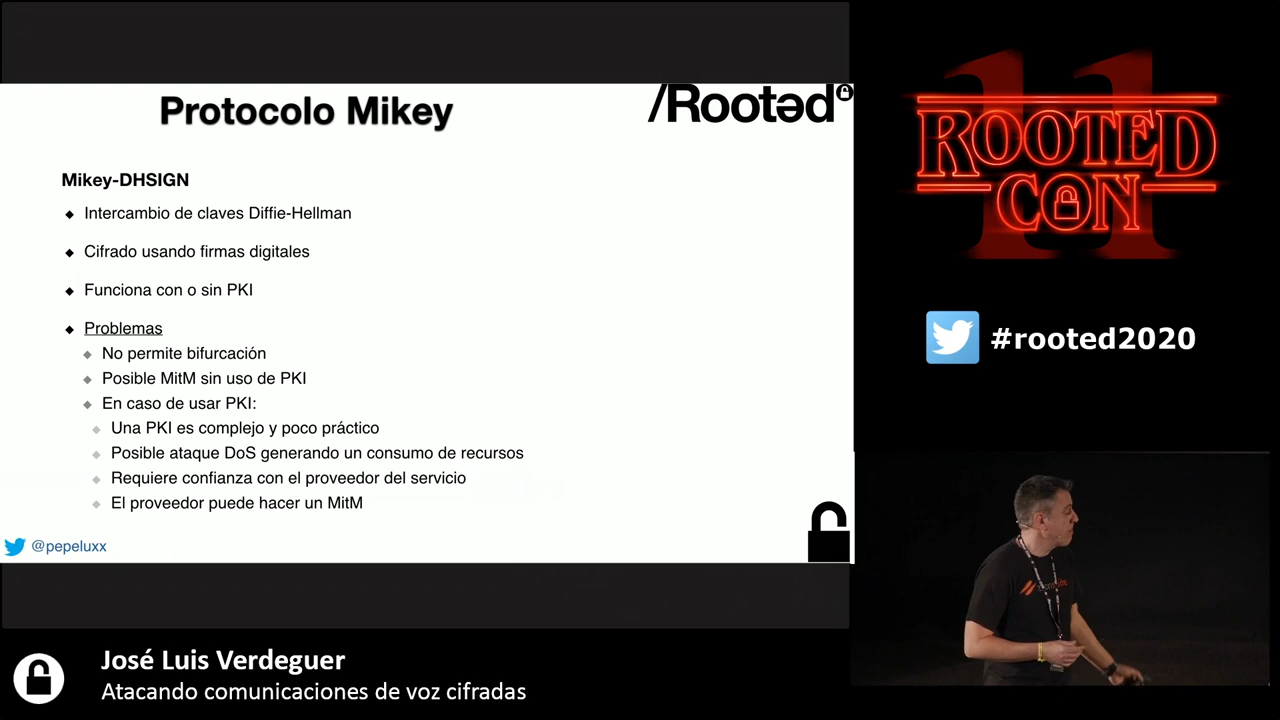 Protocolo Mikey
/Rootəd
Mikey-DHSIGN
Intercambio de claves Diffie-Hellman
Cifrado usando firmas digitales
Funciona con o sin PKI
Problemas
No permite bifurcación
Posible MitM sin uso de PKI
En caso de usar PKI:
Una PKI es complejo y poco práctico
Posible ataque DoS generando un consumo de recursos
Requiere confianza con el proveedor del servicio
El proveedor puede hacer un MitM
@pepeluxx
11
ROOTED
CON
#rooted2020
José Luis Verdeguer
Atacando comunicaciones de voz cifradas